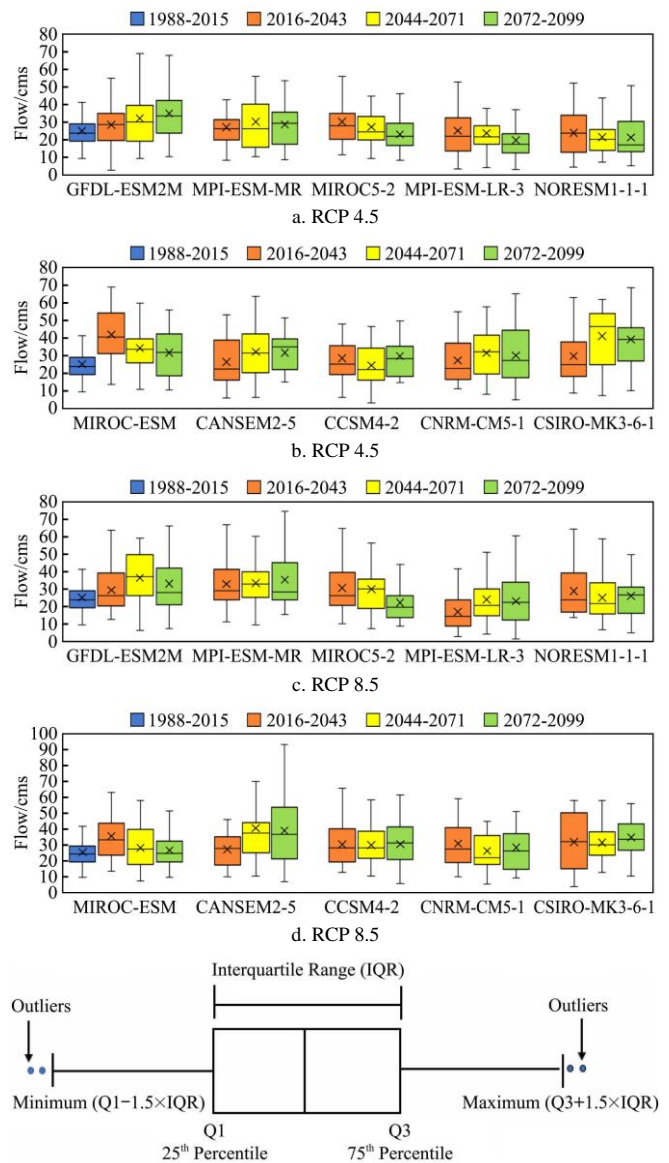 1988-2015 2016-2043 2044-2071 2072-2099
80
70
60
50
40
30
20
10
0
Flow/cms
GFDL-ESM2M MPI-ESM-MR MIROC5-2 MPI-ESM-LR-3 NORESM1-1-1
a. RCP 4.5
1988-2015 2016-2043 2044-2071 2072-2099
80
70
60
50
40
30
20
10
0
Flow/cms
MIROC-ESM CANSEM2-5 CCSM4-2 CNRM-CM5-1 CSIRO-MK3-6-1
b. RCP 4.5
1988-2015 2016-2043 2044-2071 2072-2099
80
70
60
50
40
30
20
10
0
Flow/cms
GFDL-ESM2M MPI-ESM-MR MIROC5-2 MPI-ESM-LR-3 NORESM1-1-1
c. RCP 8.5
1988-2015 2016-2043 2044-2071 2072-2099
100
90
80
70
60
50
40
30
20
10
0
Flow/cms
MIROC-ESM CANSEM2-5 CCSM4-2 CNRM-CM5-1 CSIRO-MK3-6-1
d. RCP 8.5
Interquartile Range (IQR)
Outliers Outliers
Minimum (Q1−1.5×IQR) Maximum (Q3+1.5×IQR)
Q1 Q3
25th Percentile 75th Percentile